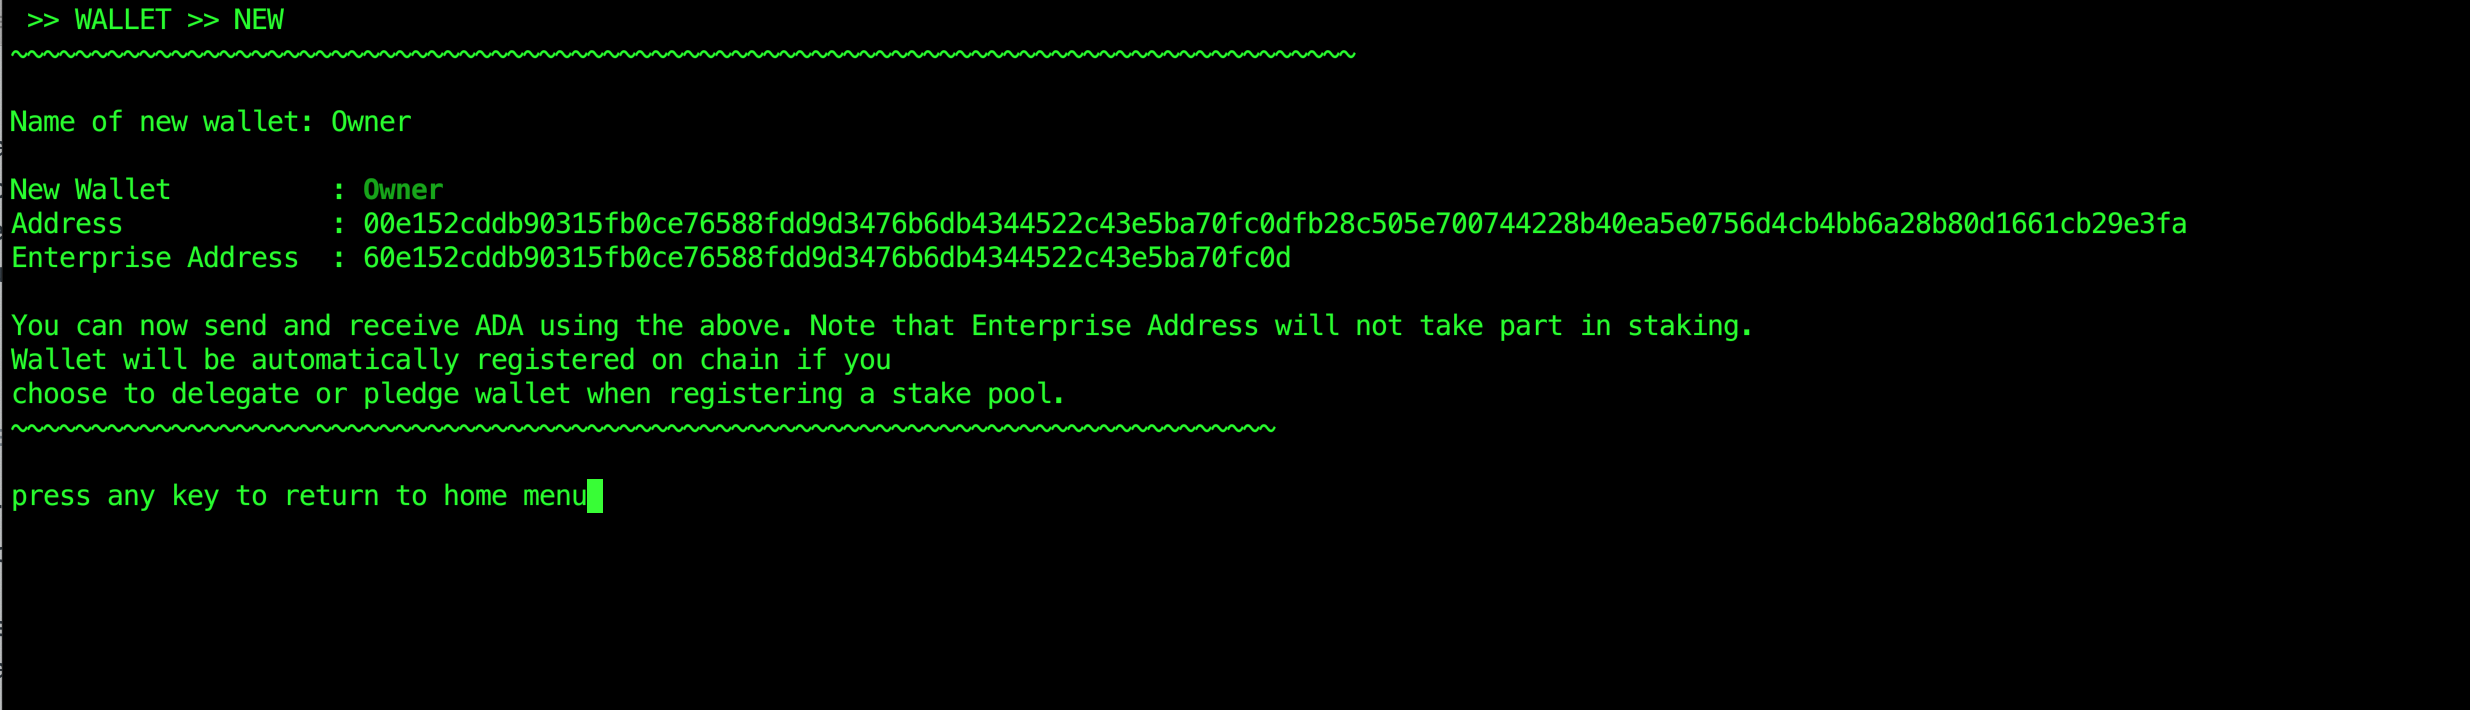 >> WALLET >> NEW
~~~~~~~~~~~~~~~~~~~~~~~~~~~~~~~~~~~~~~~~~~~~~~~~~~~~~~~~~~~~~~~~~~~~~~~~~~~~~~~~~~~~
Name of new wallet: Owner
New Wallet          : Owner
Address             : 00e152cddb90315fb0ce76588fdd9d3476b6db4344522c43e5ba70fc0dfb28c505e700744228b40ea5e0756d4cb4bb6a28b80d1661cb29e3fa
Enterprise Address  : 60e152cddb90315fb0ce76588fdd9d3476b6db4344522c43e5ba70fc0d
You can now send and receive ADA using the above. Note that Enterprise Address will not take part in staking.
Wallet will be automatically registered on chain if you
choose to delegate or pledge wallet when registering a stake pool.
~~~~~~~~~~~~~~~~~~~~~~~~~~~~~~~~~~~~~~~~~~~~~~~~~~~~~~~~~~~~~~~~~~~~~~~~~~~~~~~
press any key to return to home menu